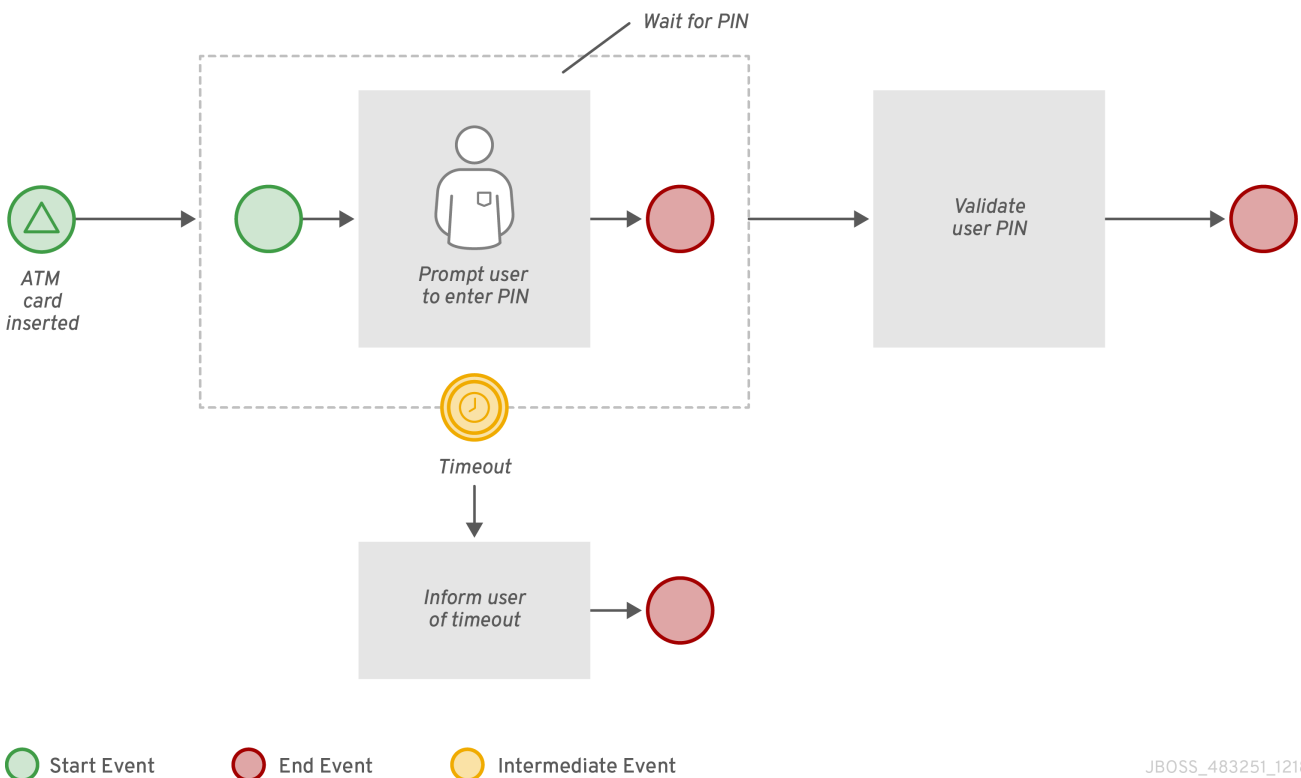 Wait for PIN
ATM
card
inserted
Prompt user
to enter PIN
Validate
user PIN
Timeout
Inform user
of timeout
Start Event
End Event
Intermediate Event
JBOSS_483251_1218